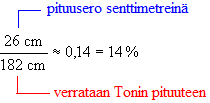 pituusero senttimetreinä
26 cm
182 cm
≈ 0,14 = 14 %
verrataan Tonin pituuteen